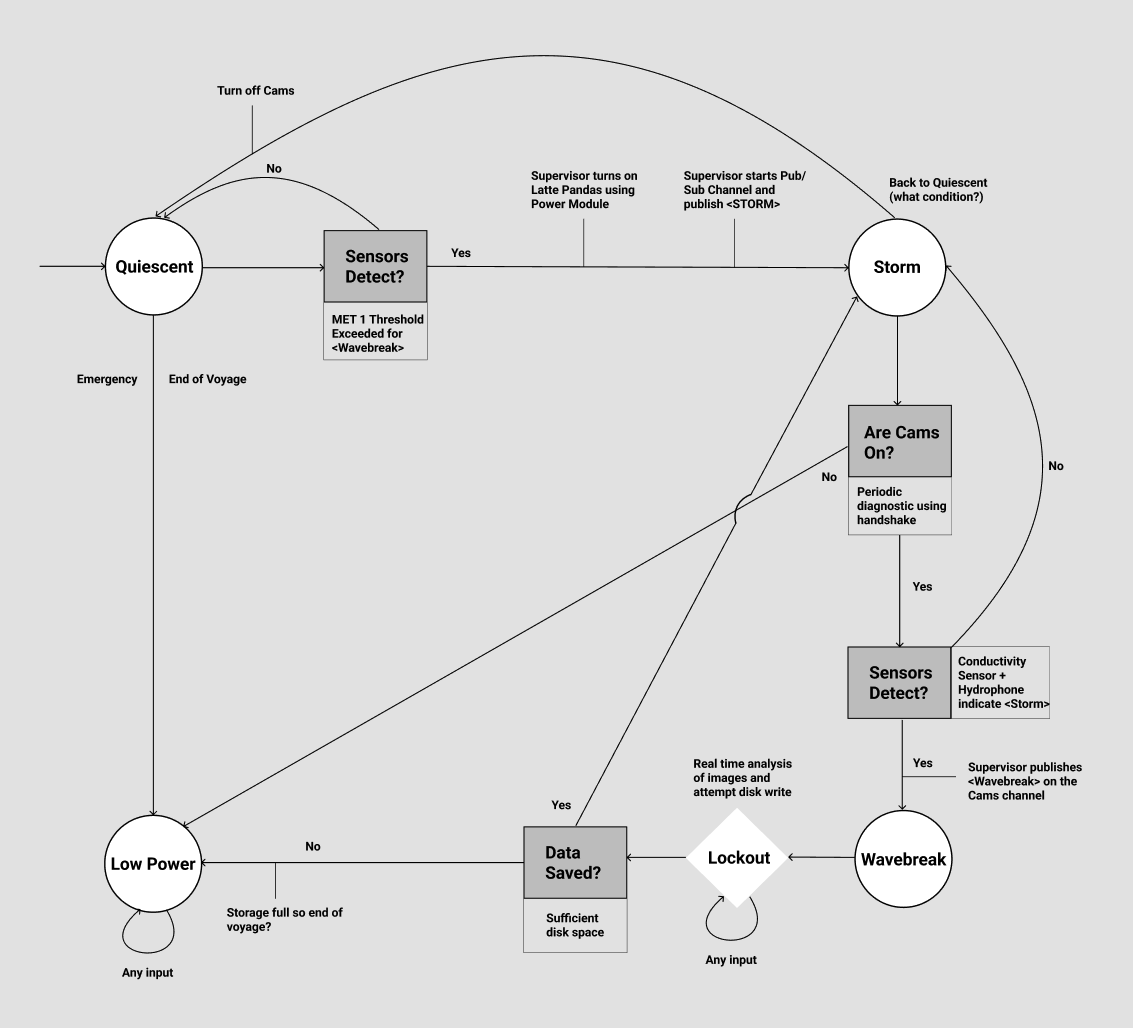 Turn off Cams
No
Supervisor turns on
Latte Pandas using
Power Module
Supervisor starts Pub/
Sub Channel and
publish <STORM>
Back to Quiescent
(what condition?)
Quiescent
Sensors
Detect?
Yes
Storm
MET 1 Threshold
Exceeded for
<Wavebreak>
Emergency
End of Voyage
Are Cams
On?
No
No
Periodic
diagnostic using
handshake
Yes
Sensors
Detect?
Conductivity
Sensor +
Hydrophone
indicate <Storm>
Yes
Supervisor publishes
<Wavebreak> on the
Cams channel
Real time analysis
of images and
attempt disk write
Yes
Low Power
No
Data
Saved?
Lockout
Wavebreak
Storage full so end of
voyage?
Sufficient
disk space
Any input
Any input